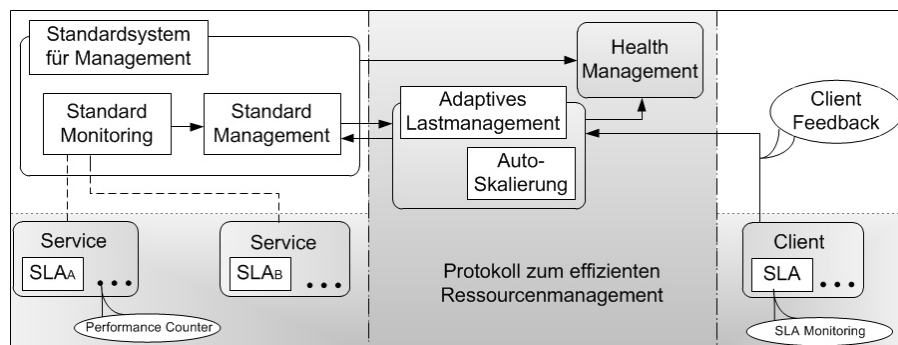 Standardsystem
für Management
Standard
Monitoring
Standard
Management
Health
Management
Adaptives
Lastmanagement
Auto-
Skalierung
Client
Feedback
Service
SLAA
Performance Counter
Service
SLAB
Protokoll zum effizienten
Ressourcenmanagement
Client
SLA
SLA Monitoring